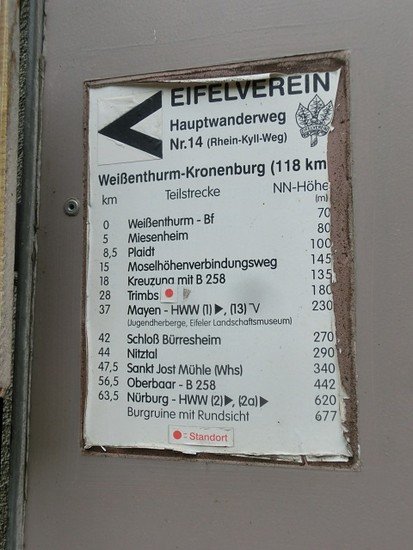 EIFELVEREIN
Hauptwanderweg
Nr.14 (Rhein-Kyll-Weg)
Weißenthurm-Kronenburg (118 km
km Teilstrecke NN-Höhe
(m)
0 Weißenthurm - Bf 70
5 Miesenheim 80
8,5 Plaidt 100
15 Moselhöhenverbindungsweg 145
18 Kreuzung mit B 258 135
28 Trimbs 180
37 Mayen - HWW (1) ▶, (13) V 230
(Jugendherberge, Eifeler Landschaftsmuseum)
42 Schloß Bürresheim 270
44 Nitztal 290
47,5 Sankt Jost Mühle (Whs) 340
56,5 Oberbaar - B 258 442
63,5 Nürburg - HWW (2) ▶, (2a) ▶ 620
Burgruine mit Rundsicht 677
= Standort